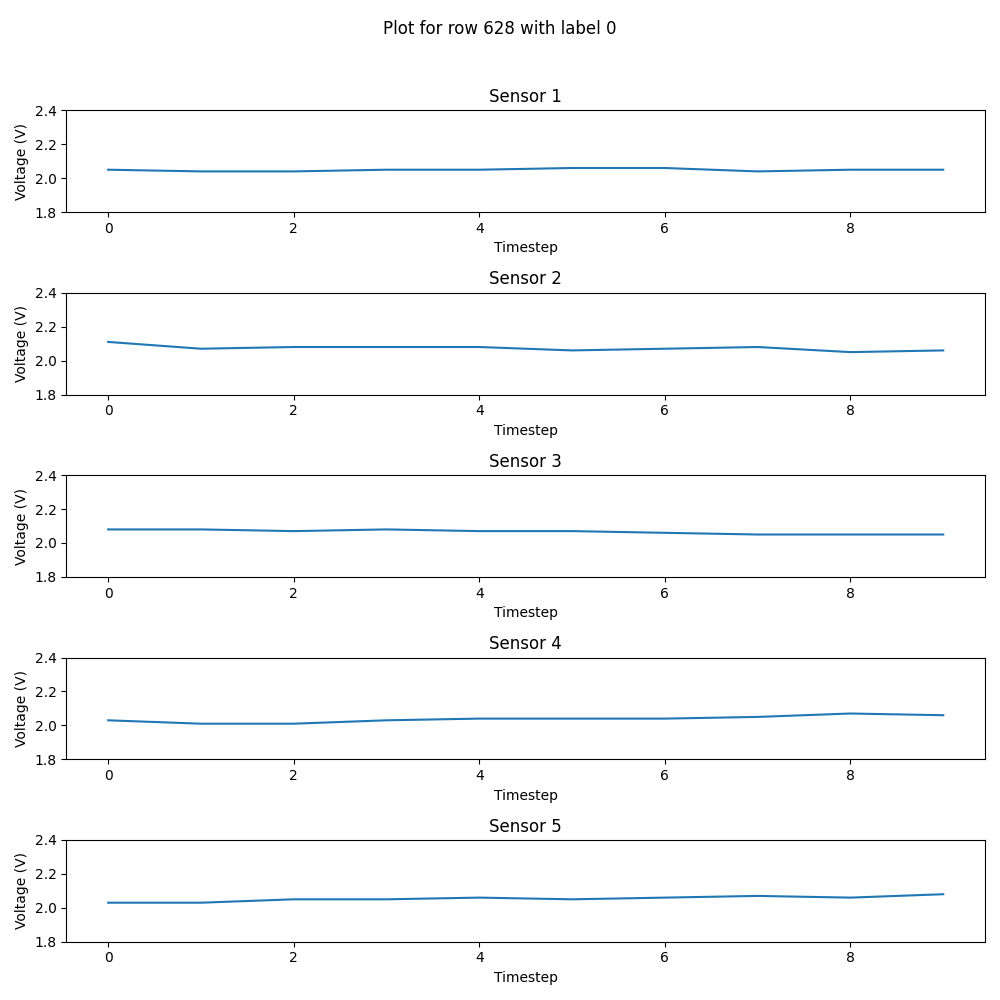 Plot for row 628 with label 0
Sensor 1
2.4
2.2
2.0
1.8
Voltage (V)
0 2 4 6 8
Timestep
Sensor 2
2.4
2.2
2.0
1.8
Voltage (V)
0 2 4 6 8
Timestep
Sensor 3
2.4
2.2
2.0
1.8
Voltage (V)
0 2 4 6 8
Timestep
Sensor 4
2.4
2.2
2.0
1.8
Voltage (V)
0 2 4 6 8
Timestep
Sensor 5
2.4
2.2
2.0
1.8
Voltage (V)
0 2 4 6 8
Timestep